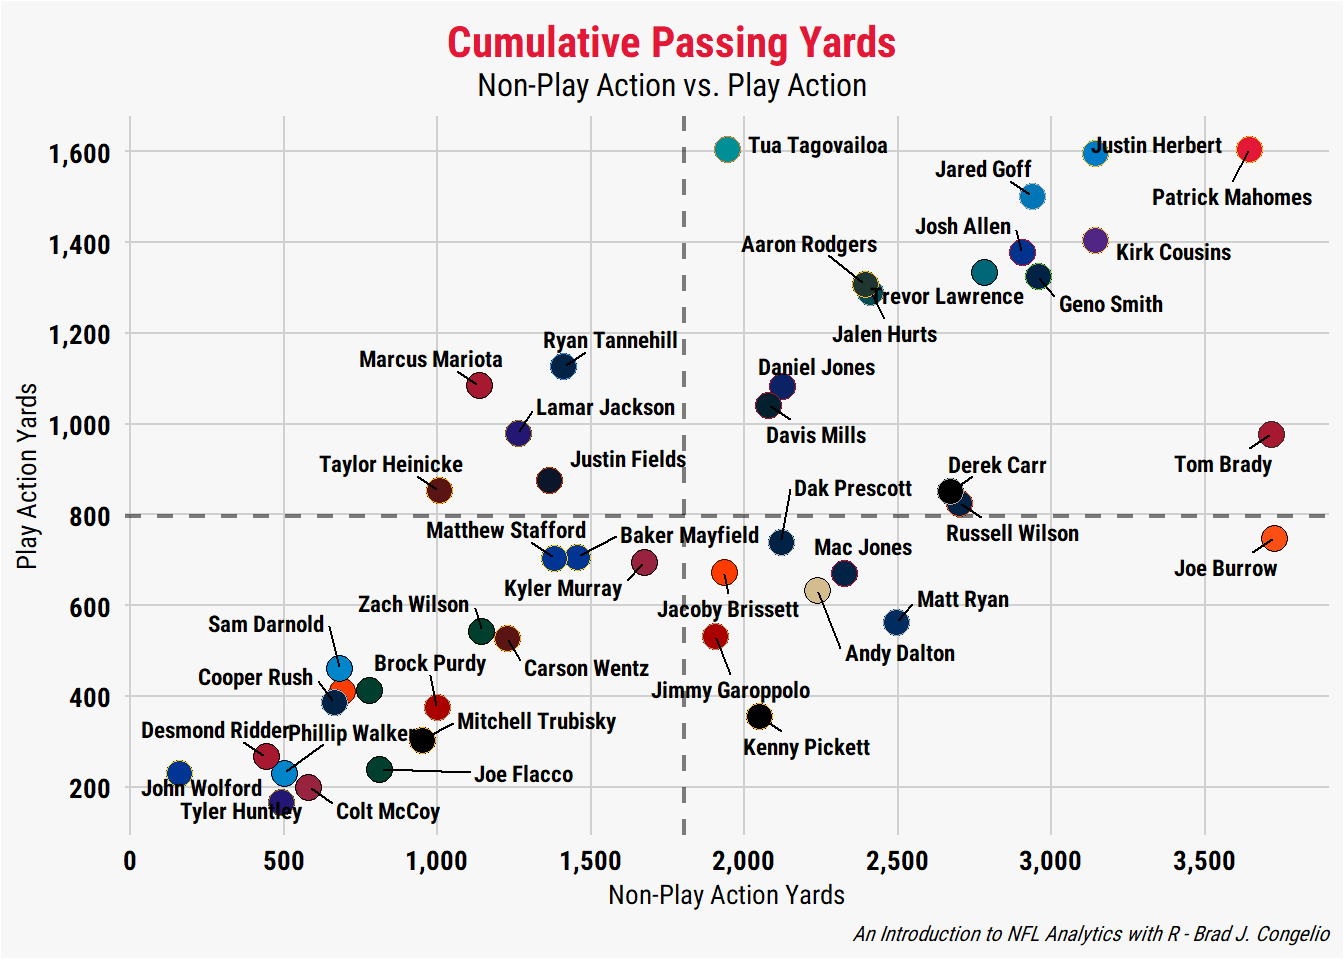 Cumulative Passing Yards
Non-Play Action vs. Play Action
Tua Tagovailoa
Justin Herbert
Jared Goff
Patrick Mahomes
Josh Allen
Aaron Rodgers
Kirk Cousins
Trevor Lawrence
Geno Smith
Jalen Hurts
Ryan Tannehill
Marcus Mariota
Daniel Jones
Lamar Jackson
Davis Mills
Taylor Heinicke
Justin Fields
Tom Brady
Derek Carr
Dak Prescott
Matthew Stafford
Baker Mayfield
Russell Wilson
Mac Jones
Joe Burrow
Kyler Murray
Jacoby Brissett
Matt Ryan
Zach Wilson
Sam Darnold
Andy Dalton
Brock Purdy
Carson Wentz
Cooper Rush
Jimmy Garoppolo
Mitchell Trubisky
Desmond Ridder
Phillip Walker
Kenny Pickett
Joe Flacco
John Wolford
Tyler Huntley
Colt McCoy
1,600
1,400
1,200
1,000
800
600
400
200
Play Action Yards
0 500 1,000 1,500 2,000 2,500 3,000 3,500
Non-Play Action Yards
An Introduction to NFL Analytics with R - Brad J. Congelio